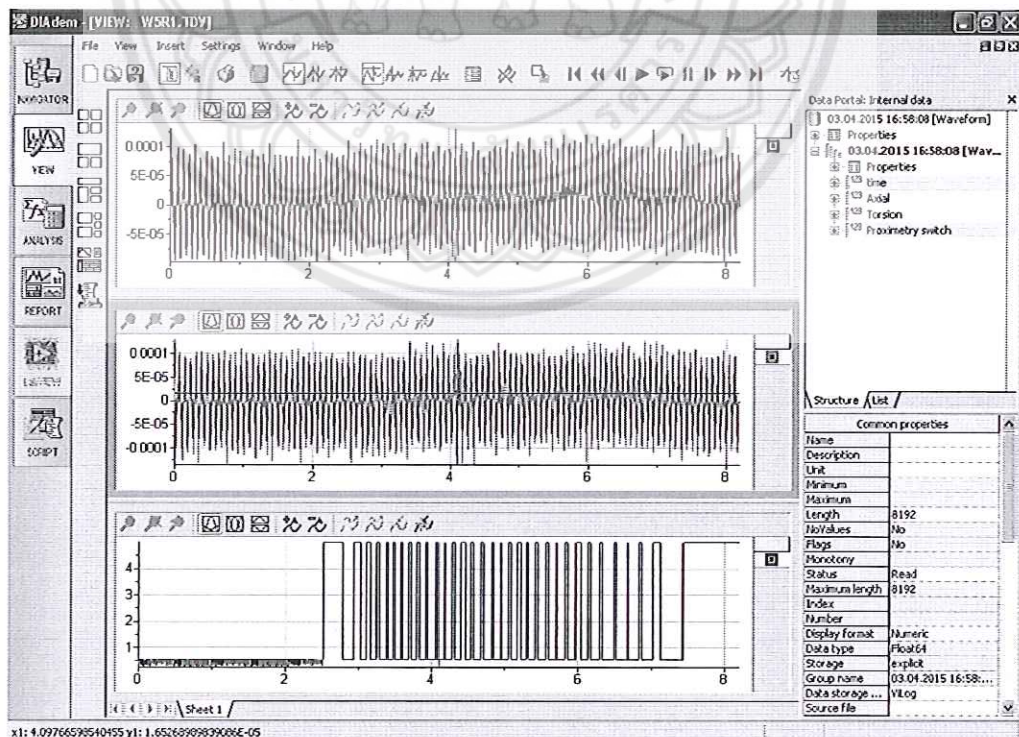 DIAdem - [VIEW: W5R1.TDV]
File View Insert Settings Window Help
NAVIGATOR
VIEW
ANALYSIS
REPORT
SCRIPT
0.0001
5E-05
0
-5E-05
0 2 4 6 8
0.0001
5E-05
0
-5E-05
-0.0001
0 2 4 6 8
4
3
2
1
0 2 4 6 8
Sheet 1
Data Portal: Internal data
03.04.2015 16:58:08 [Waveform]
Properties
03.04.2015 16:58:08 [Wav...
Properties
time
Axial
Torsion
Proximetry switch
Structure List
Common properties
Name
Description
Unit
Minimum
Maximum
Length 8192
NoValues No
Flags No
Monotony
Status Read
Maximum length 8192
Index
Number
Display format Numeric
Data type Float64
Storage explicit
Group name 03.04.2015 16:58:...
Data storage ... ViLog
Source file
x1: 4.09766598540455 y1: 1.65268989839086E-05